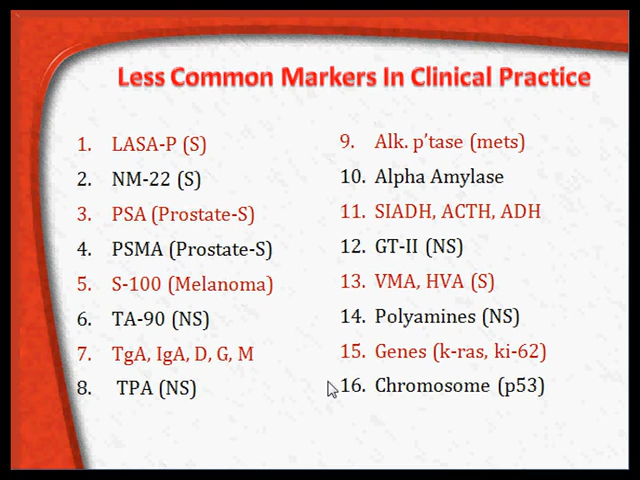 Less Common Markers In Clinical Practice
1. LASA-P (S)
2. NM-22 (S)
3. PSA (Prostate-S)
4. PSMA (Prostate-S)
5. S-100 (Melanoma)
6. TA-90 (NS)
7. TgA, IgA, D, G, M
8. TPA (NS)
9. Alk. p'tase (mets)
10. Alpha Amylase
11. SIADH, ACTH, ADH
12. GT-II (NS)
13. VMA, HVA (S)
14. Polyamines (NS)
15. Genes (k-ras, ki-62)
16. Chromosome (p53)